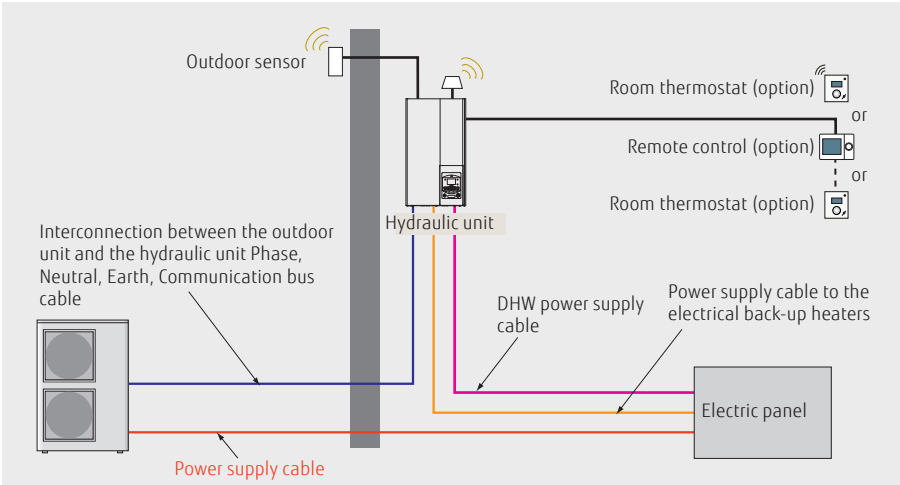 Outdoor sensor
Room thermostat (option)
or
Remote control (option)
or
Room thermostat (option)
Hydraulic unit
Interconnection between the outdoor
unit and the hydraulic unit Phase,
Neutral, Earth, Communication bus
cable
DHW power supply
cable
Power supply cable to the
electrical back-up heaters
Electric panel
Power supply cable